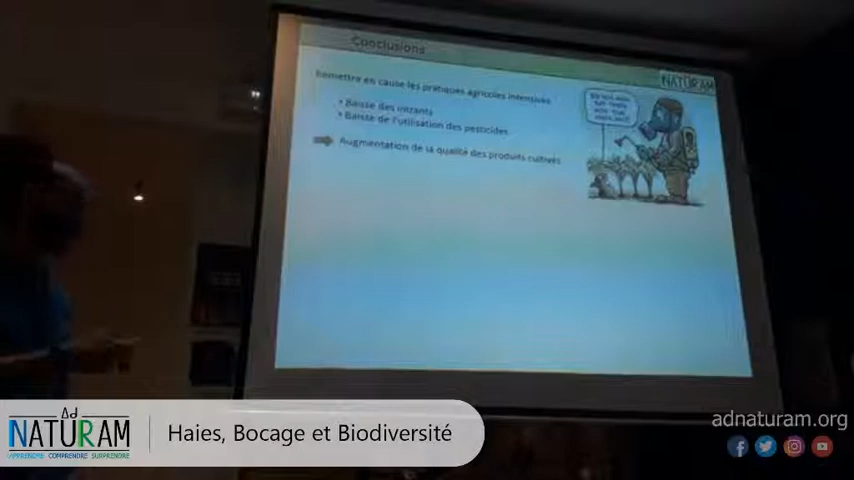 Conclusions
NATURAM
Remettre en cause les pratiques agricoles intensives
• Baisse des intrants
• Baisse de l'utilisation des pesticides
Augmentation de la qualité des produits cultivés
Ad
NATURAM
APPRENDRE COMPRENDRE SURPRENDRE
Haies, Bocage et Biodiversité
adnaturam.org